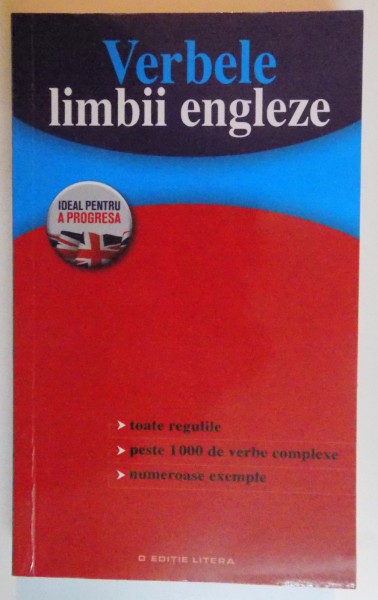 Verbele
limbii engleze
IDEAL PENTRU
A PROGRESA
toate regulile
peste 1000 de verbe complexe
numeroase exemple
O EDIȚIE LITERA